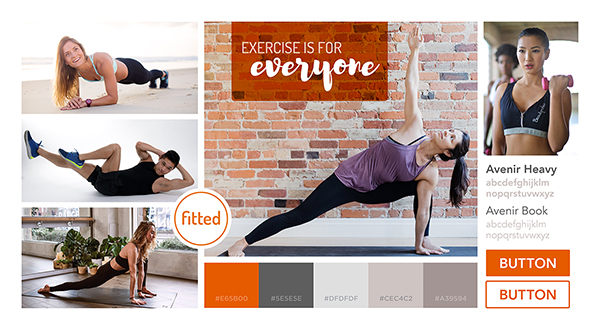 EXERCISE IS FOR
everyone
fitted
#E65B00
#5E5E5E
#DFDFDF
#CEC4C2
#A39594
Avenir Heavy
abcdefghijklm
nopqrstuvwxyz
Avenir Book
abcdefghijklm
nopqrstuvwxyz
BUTTON
BUTTON